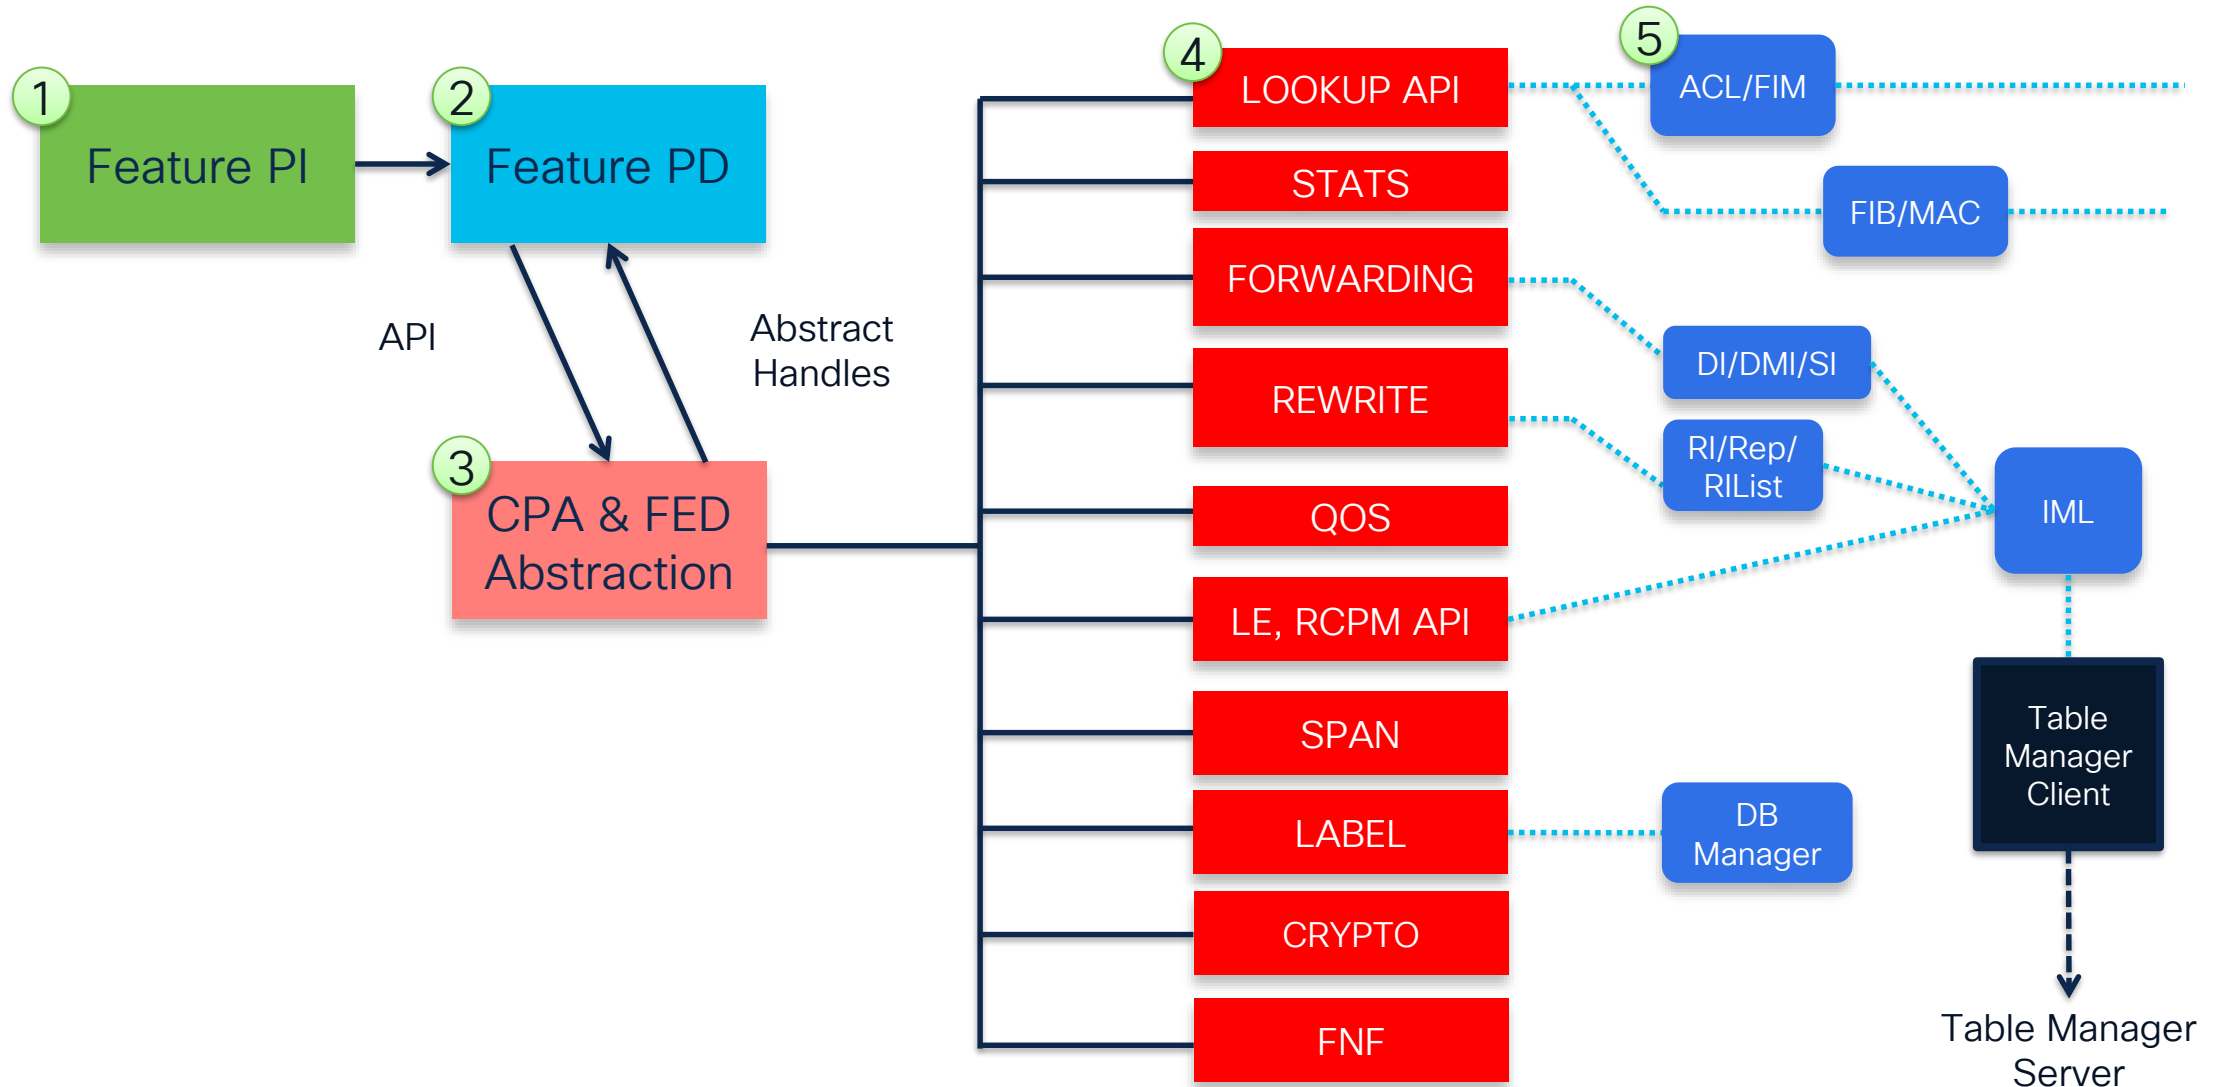 1
Feature PI
2
Feature PD
API
Abstract
Handles
3
CPA & FED
Abstraction
4
LOOKUP API
STATS
FORWARDING
REWRITE
QOS
LE, RCPM API
SPAN
LABEL
CRYPTO
FNF
5
ACL/FIM
FIB/MAC
DI/DMI/SI
RI/Rep/
RIList
IML
DB
Manager
Table
Manager
Client
Table Manager
Server